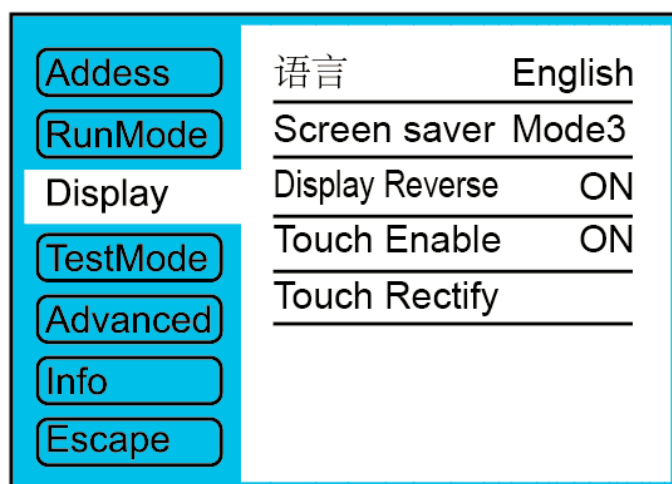 Addess
RunMode
Display
TestMode
Advanced
Info
Escape
语言 English
Screen saver Mode3
Display Reverse ON
Touch Enable ON
Touch Rectify